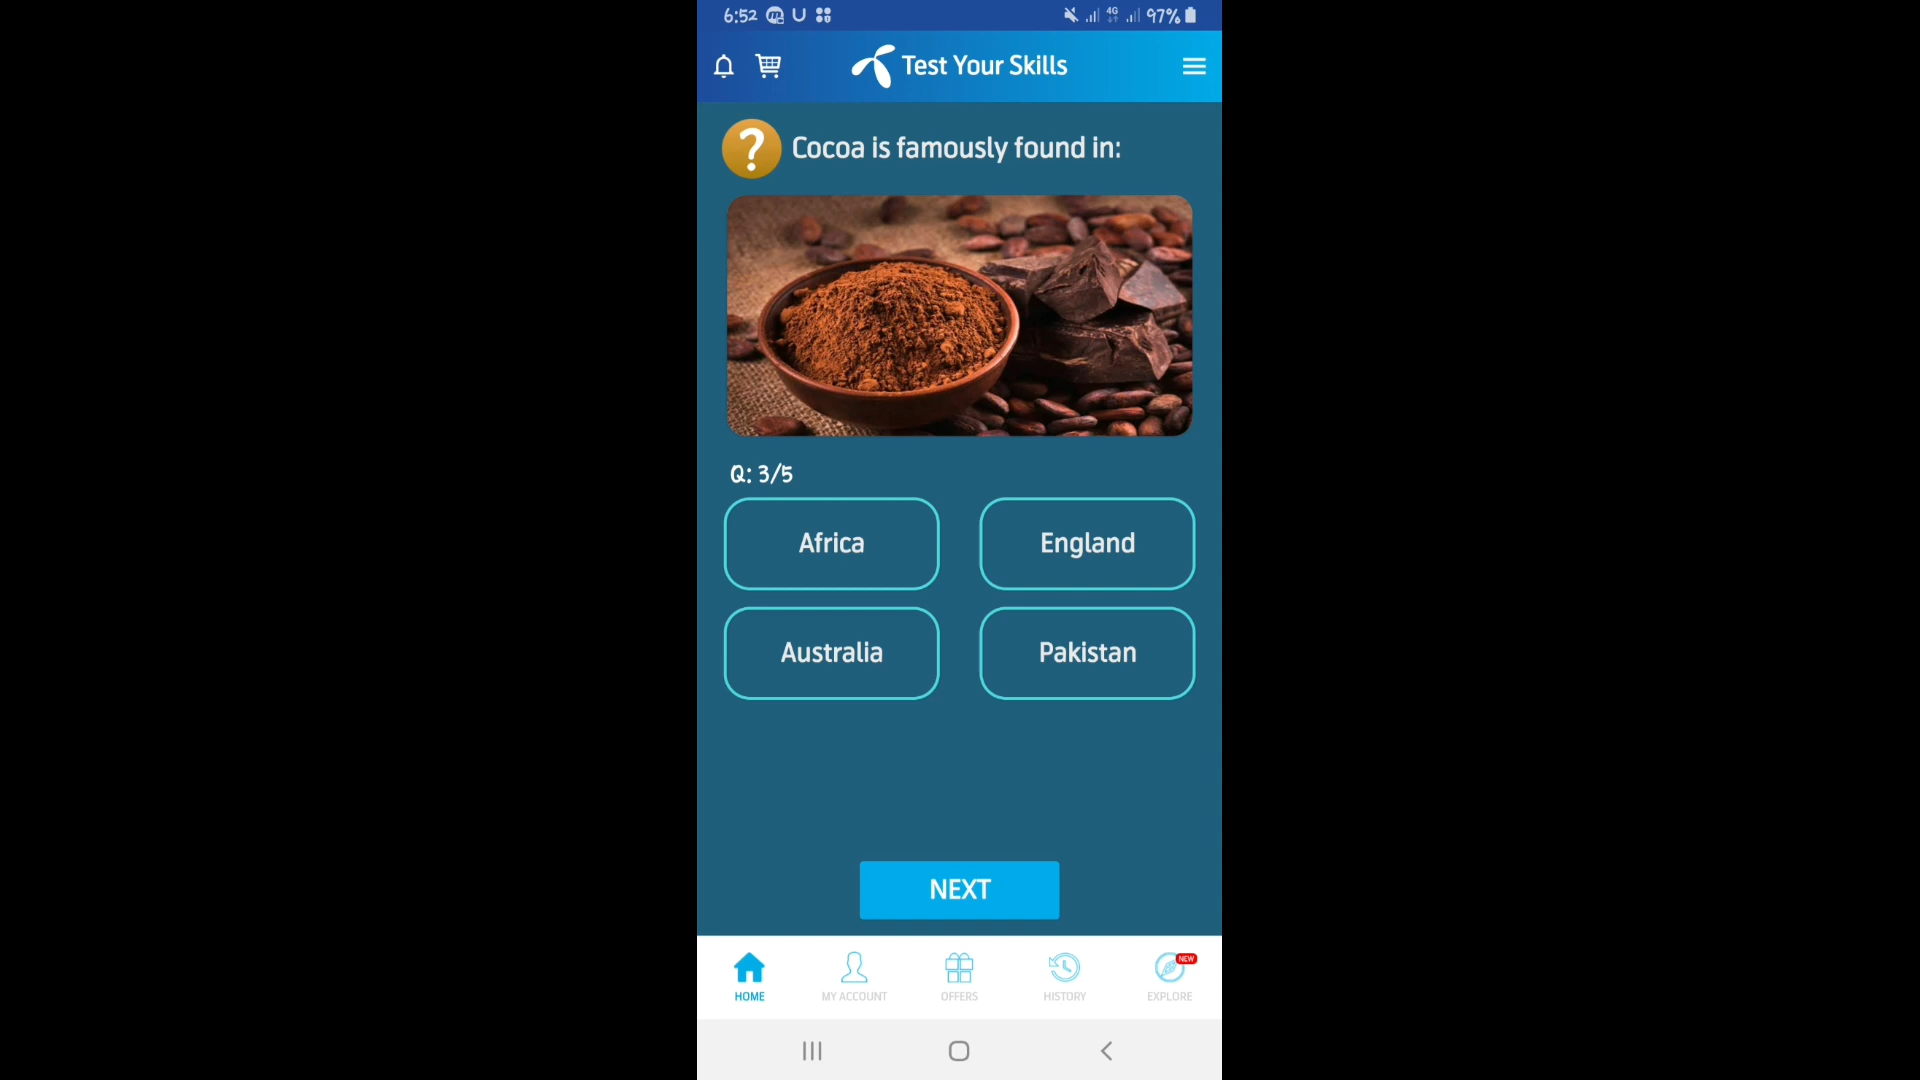 6:52
4G
97%
Test Your Skills
? Cocoa is famously found in:
Q: 3/5
Africa
England
Australia
Pakistan
NEXT
NEW
HOME
MY ACCOUNT
OFFERS
HISTORY
EXPLORE